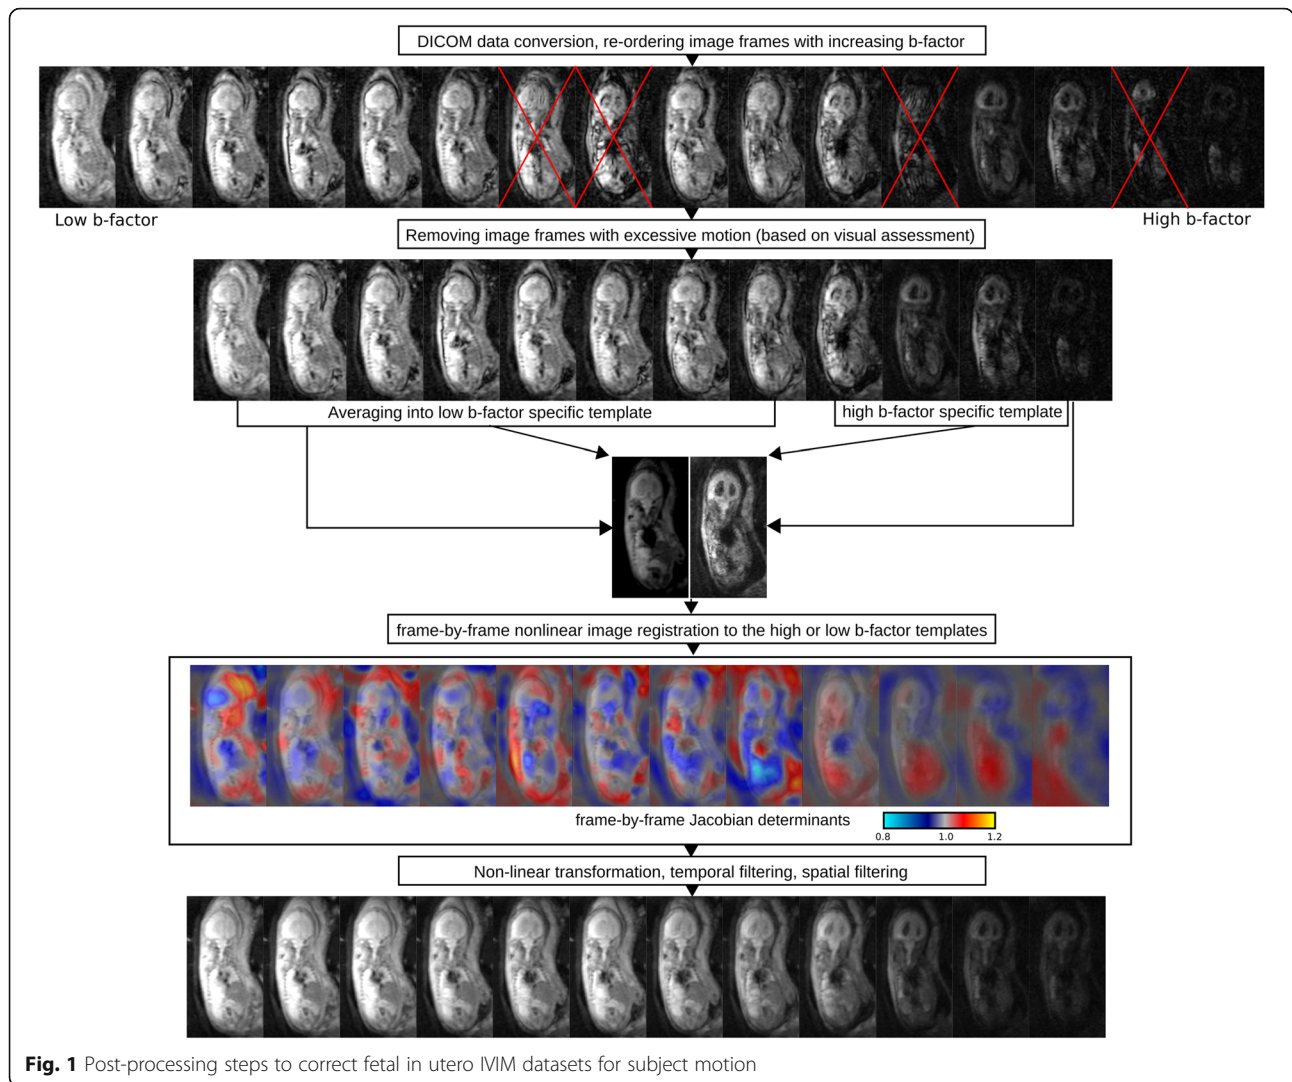 DICOM data conversion, re-ordering image frames with increasing b-factor
Low b-factor
High b-factor
Removing image frames with excessive motion (based on visual assessment)
Averaging into low b-factor specific template
high b-factor specific template
frame-by-frame nonlinear image registration to the high or low b-factor templates
frame-by-frame Jacobian determinants
0.8
1.0
1.2
Non-linear transformation, temporal filtering, spatial filtering
Fig. 1 Post-processing steps to correct fetal in utero IVIM datasets for subject motion